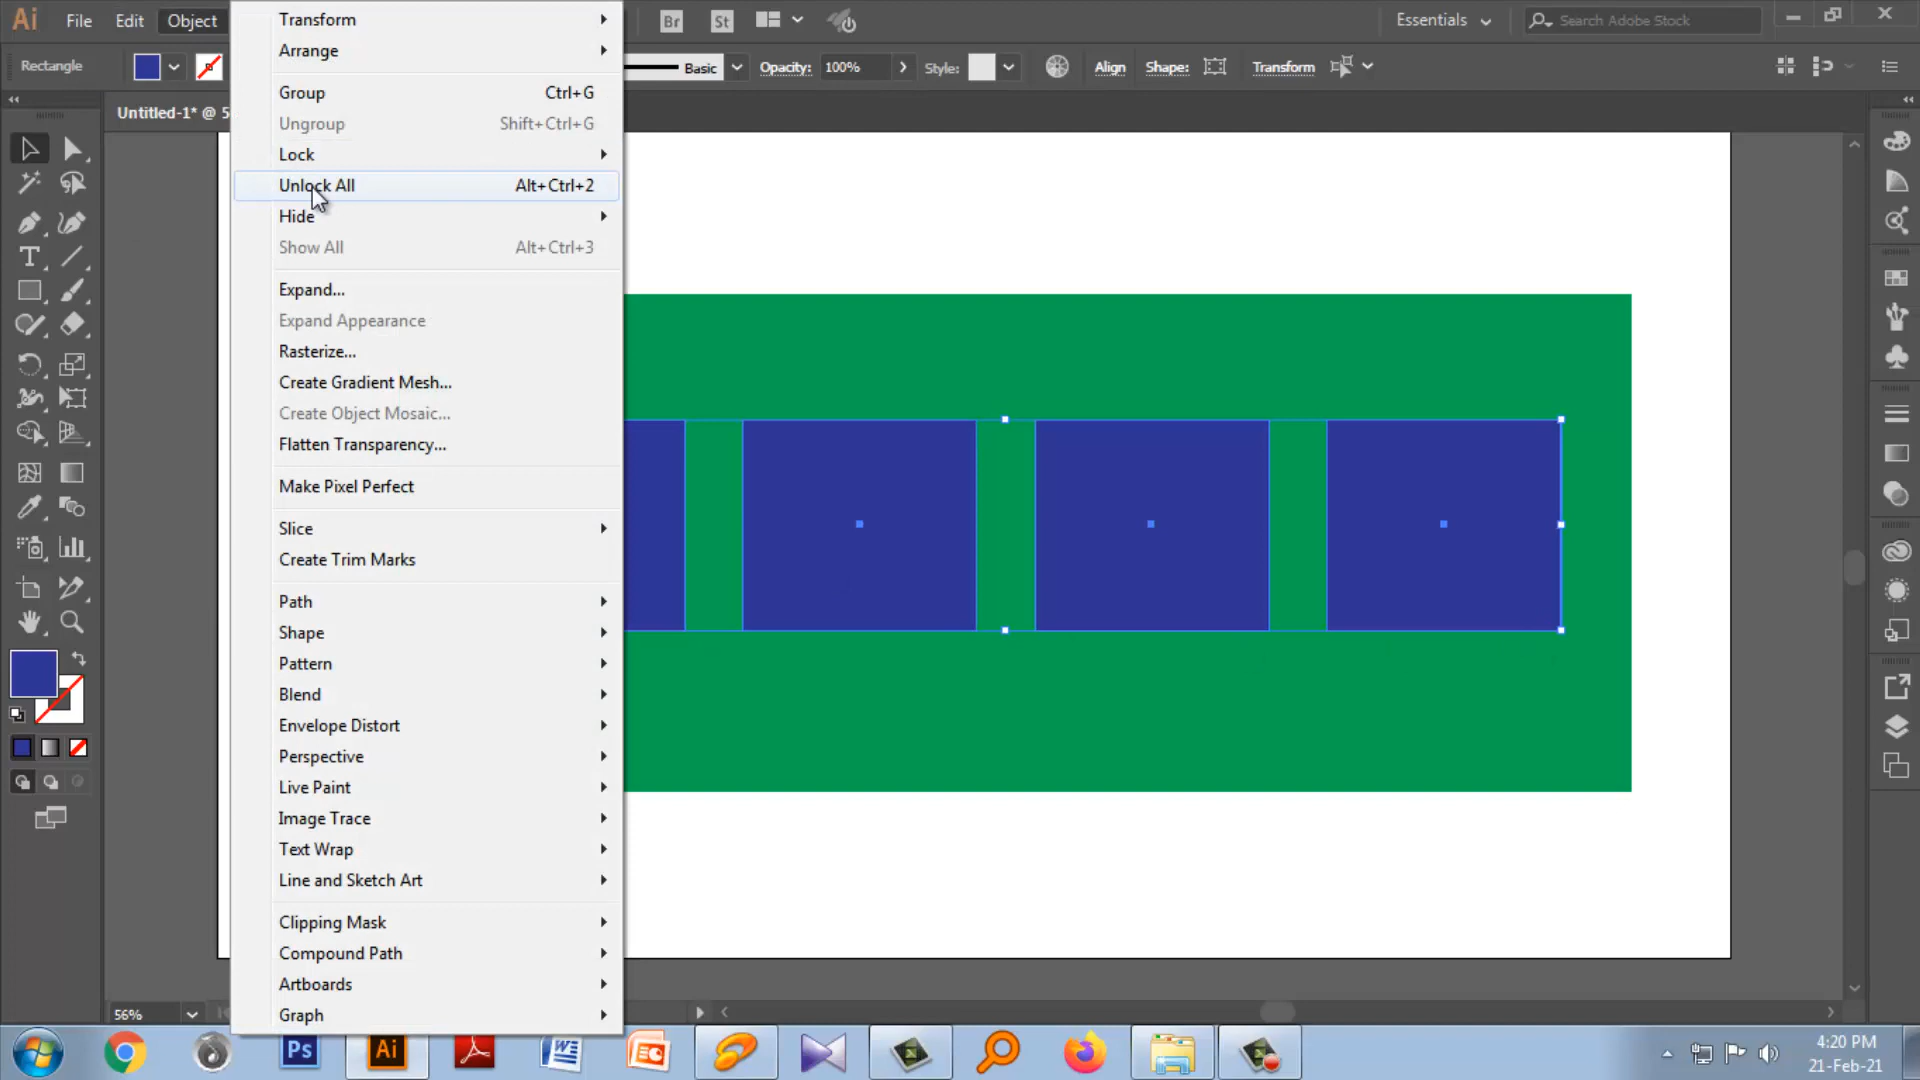 Ai File Edit Object Br St Essentials Search Adobe Stock
Rectangle Basic Opacity: 100% Style: Align Shape: Transform
Untitled-1* @ 5
Transform
Arrange
Group Ctrl+G
Ungroup Shift+Ctrl+G
Lock
Unlock All Alt+Ctrl+2
Hide
Show All Alt+Ctrl+3
Expand...
Expand Appearance
Rasterize...
Create Gradient Mesh...
Create Object Mosaic...
Flatten Transparency...
Make Pixel Perfect
Slice
Create Trim Marks
Path
Shape
Pattern
Blend
Envelope Distort
Perspective
Live Paint
Image Trace
Text Wrap
Line and Sketch Art
Clipping Mask
Compound Path
Artboards
Graph
56%
Ps Ai
4:20 PM
21-Feb-21